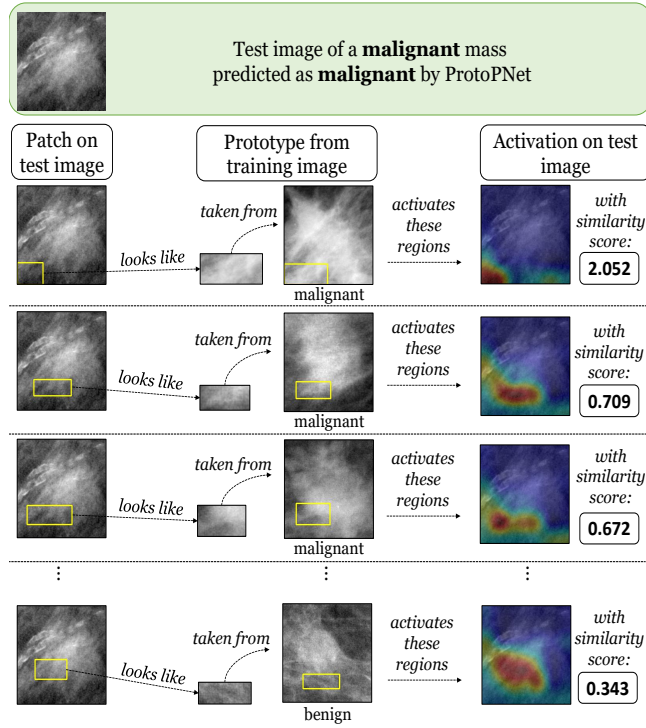 Test image of a malignant mass
predicted as malignant by ProtoPNet
Patch on
test image
Prototype from
training image
Activation on test
image
looks like
taken from
malignant
activates
these
regions
with
similarity
score:
2.052
looks like
taken from
malignant
activates
these
regions
with
similarity
score:
0.709
looks like
taken from
malignant
activates
these
regions
with
similarity
score:
0.672
looks like
taken from
benign
activates
these
regions
with
similarity
score:
0.343